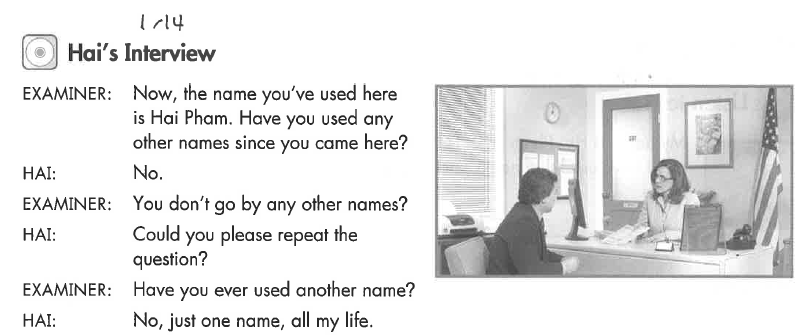 1/14
Hai's Interview
EXAMINER: Now, the name you've used here
is Hai Pham. Have you used any
other names since you came here?
HAI: No.
EXAMINER: You don't go by any other names?
HAI: Could you please repeat the
question?
EXAMINER: Have you ever used another name?
HAI: No, just one name, all my life.